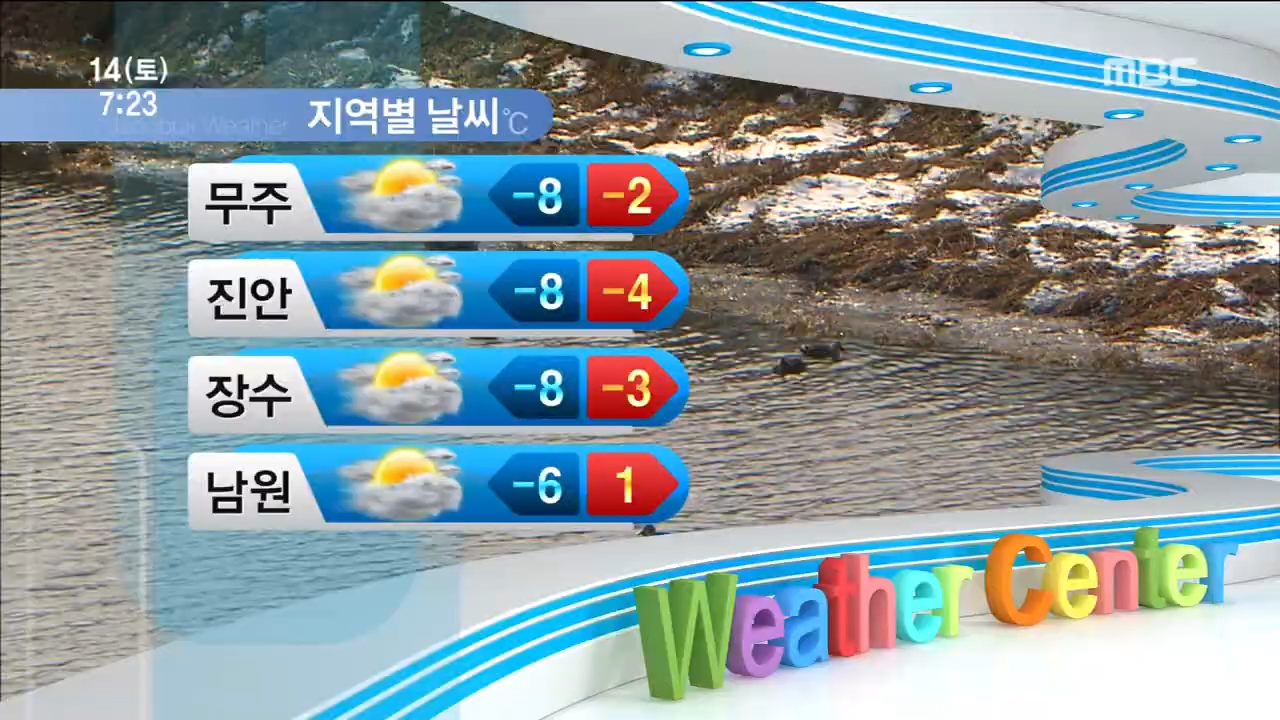 14(토)
7:23
지역별 날씨 ℃
MBC
무주 -8 -2
진안 -8 -4
장수 -8 -3
남원 -6 1
Weather Center